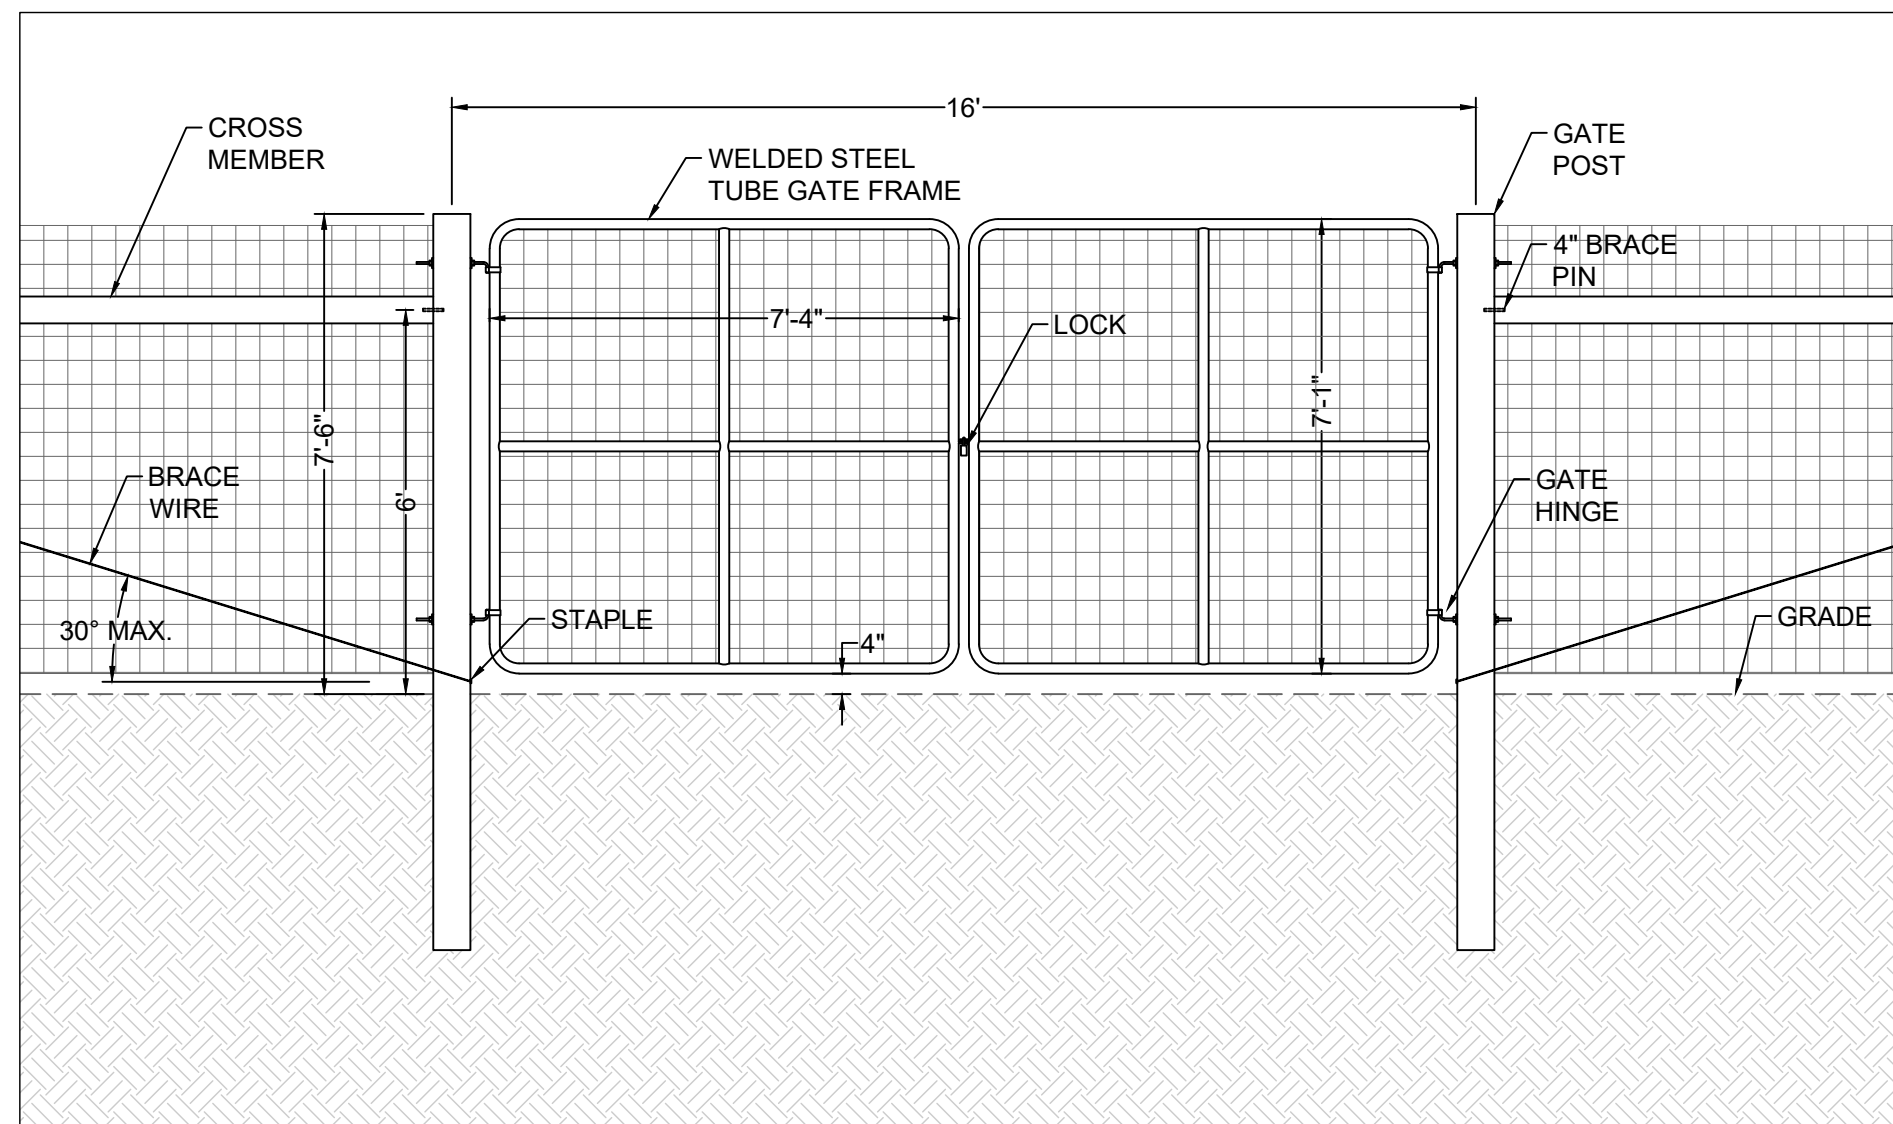 16'
CROSS
MEMBER
WELDED STEEL
TUBE GATE FRAME
GATE
POST
4" BRACE
PIN
7'-4"
LOCK
7'-1"
7'-6"
6'
BRACE
WIRE
GATE
HINGE
30° MAX.
STAPLE
4"
GRADE